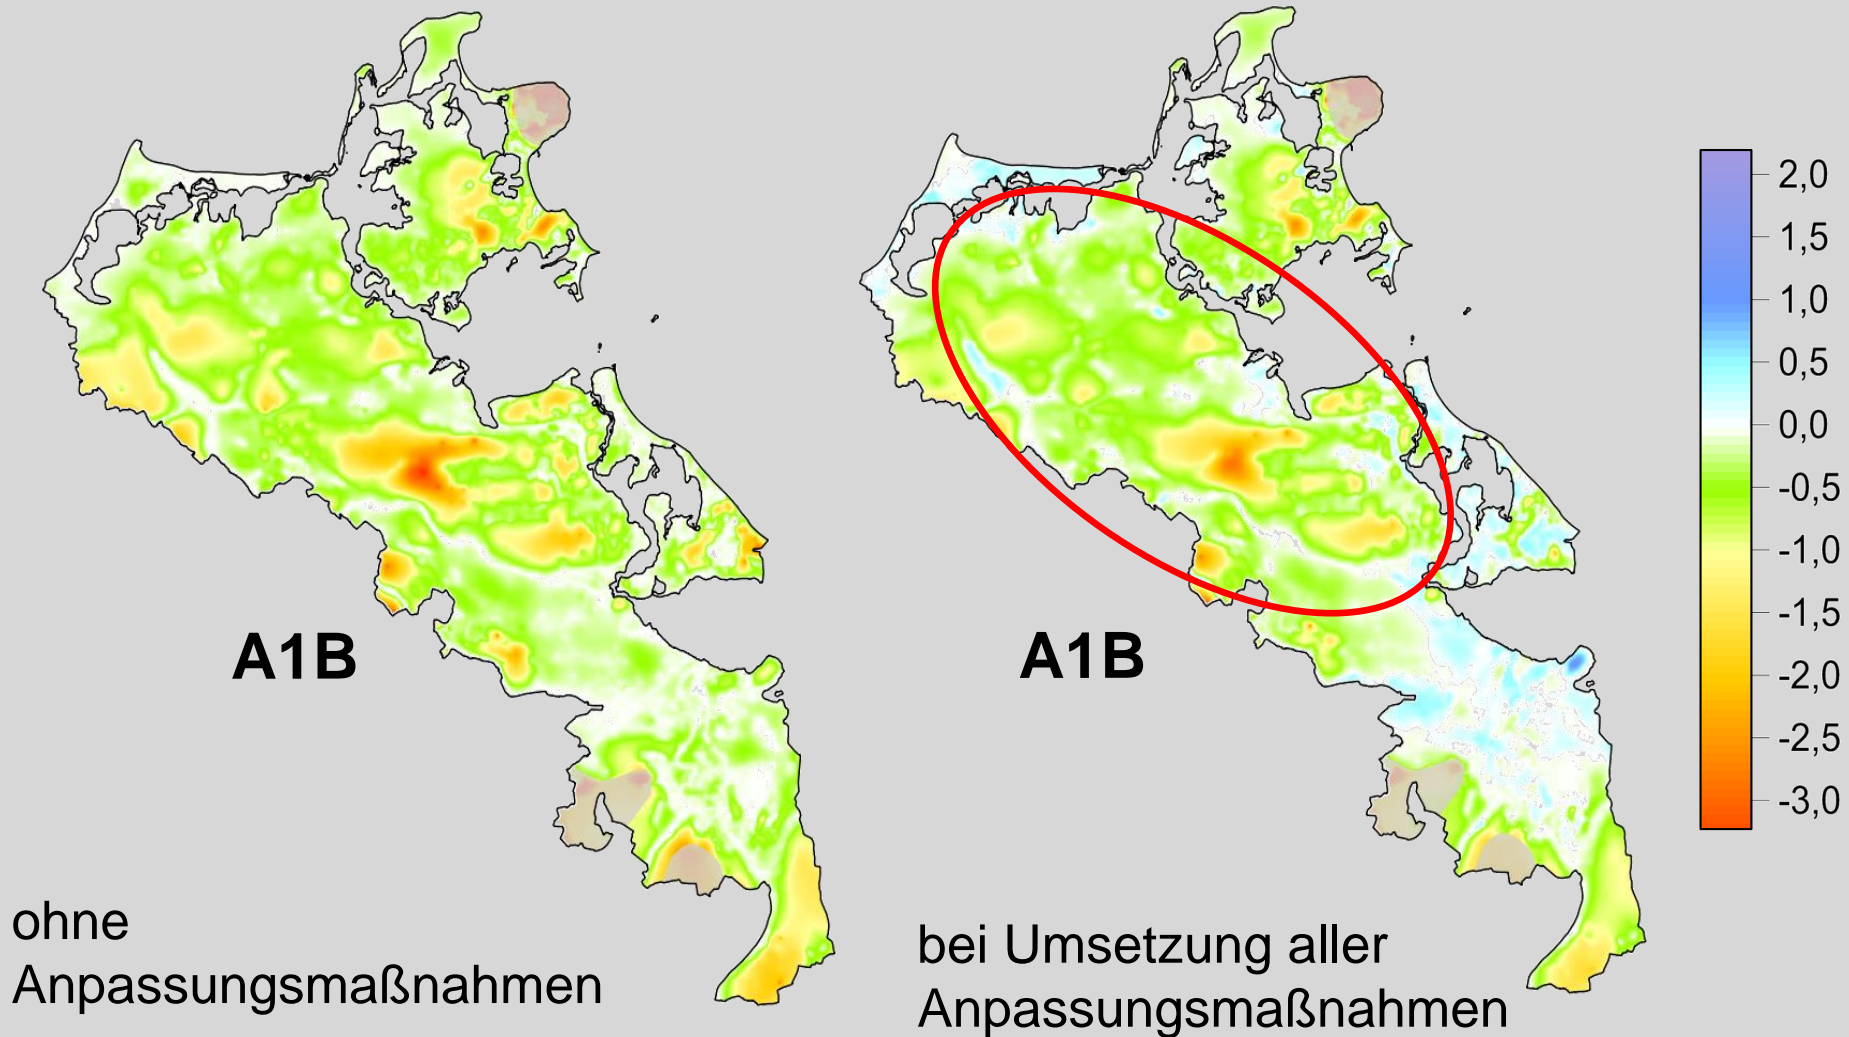 A1B
ohne
Anpassungsmaßnahmen
A1B
bei Umsetzung aller
Anpassungsmaßnahmen
2,0
1,5
1,0
0,5
0,0
-0,5
-1,0
-1,5
-2,0
-2,5
-3,0